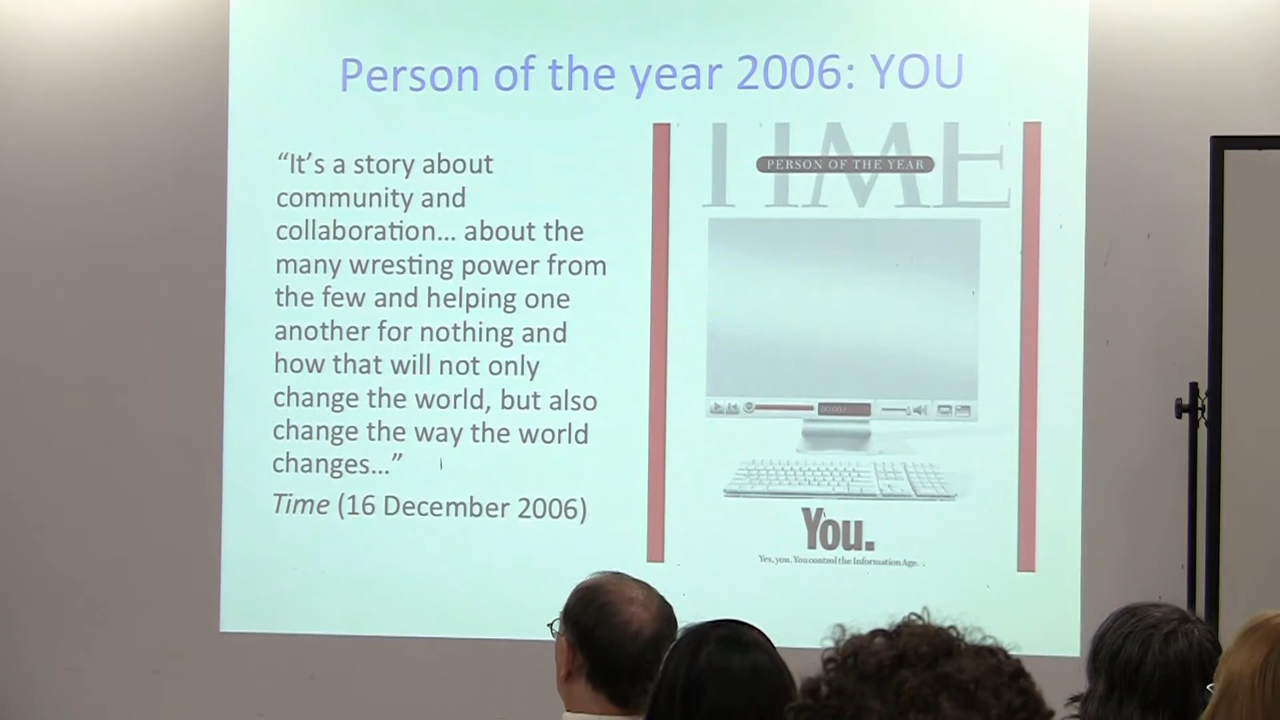 Person of the year 2006: YOU
“It’s a story about
community and
collaboration... about the
many wresting power from
the few and helping one
another for nothing and
how that will not only
change the world, but also
change the way the world
changes...”
Time (16 December 2006)
TIME
PERSON OF THE YEAR
You.
Yes, you. You control the Information Age.